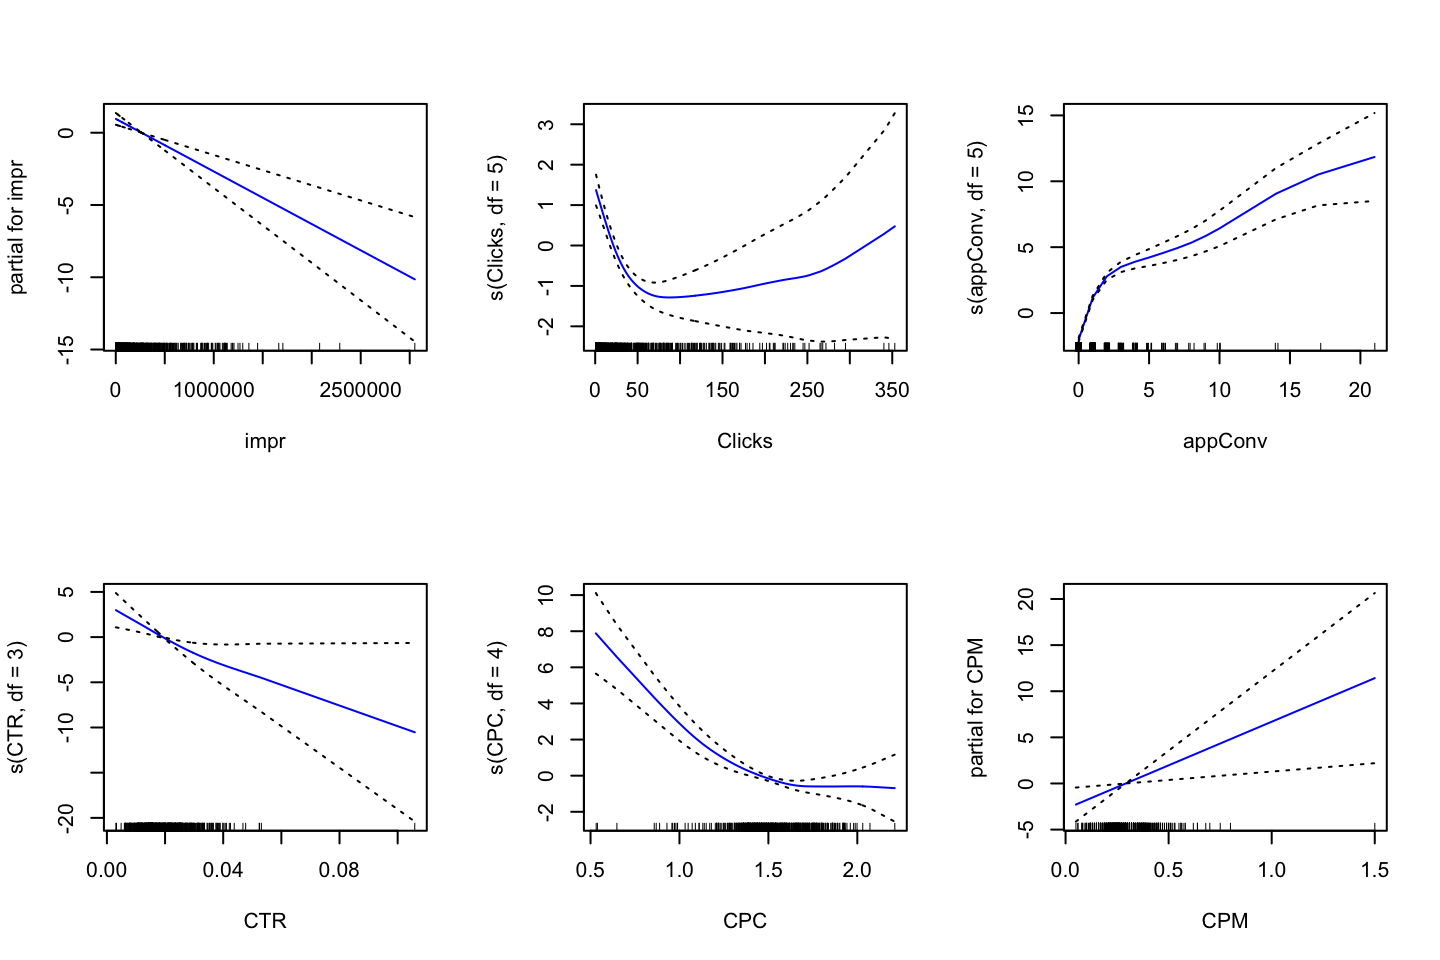 partial for impr
0
-5
-10
-15
0 1000000 2500000
impr
s(Clicks, df = 5)
3
2
1
0
-1
-2
0 50 150 250 350
Clicks
s(appConv, df = 5)
15
10
5
0
0 5 10 15 20
appConv
s(CTR, df = 3)
5
0
-5
-10
-20
0.00 0.04 0.08
CTR
s(CPC, df = 4)
10
8
6
4
2
0
-2
0.5 1.0 1.5 2.0
CPC
partial for CPM
20
15
10
5
0
-5
0.0 0.5 1.0 1.5
CPM